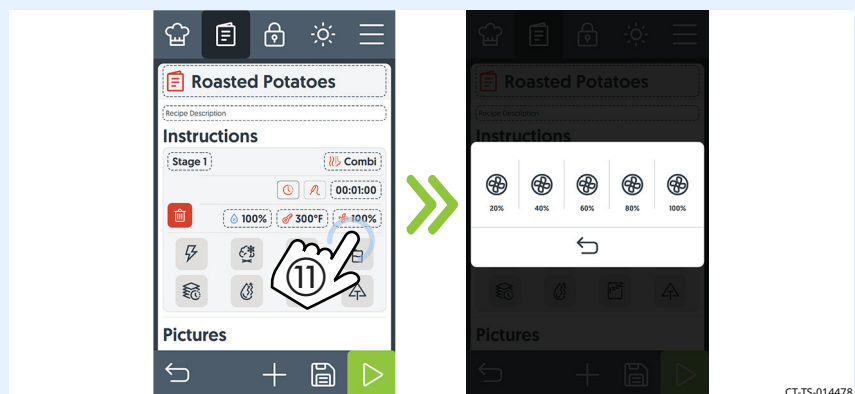 Roasted Potatoes
Recipe Description
Instructions
Stage 1
Combi
00:01:00
100%
300°F
100%
11
Pictures
Roasted Potatoes
Recipe Description
Instructions
20%
40%
60%
80%
100%
Pictures
CT-TS-014478